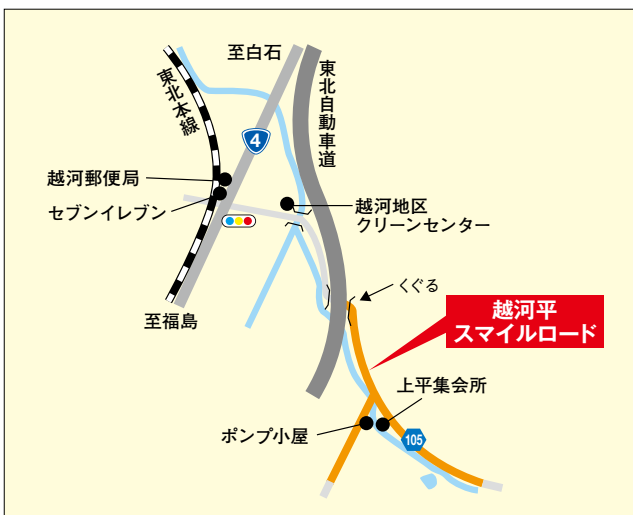 至白石
東北自動車道
東北本線
4
越河郵便局
セブンイレブン
越河地区
クリーンセンター
くぐる
至福島
越河平
スマイルロード
上平集会所
ポンプ小屋
105